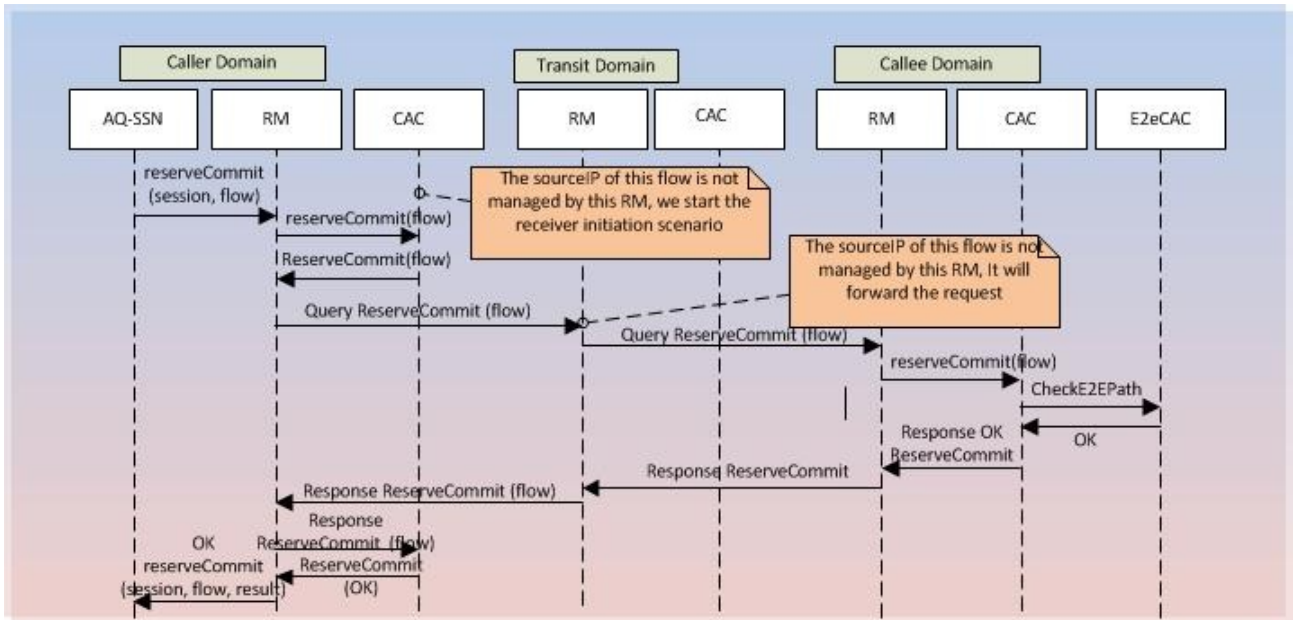 Caller Domain
Transit Domain
Callee Domain
AQ-SSN
RM
CAC
RM
CAC
RM
CAC
E2eCAC
reserveCommit
(session, flow)
The sourceIP of this flow is not
managed by this RM, we start the
receiver initiation scenario
reserveCommit(flow)
The sourceIP of this flow is not
managed by this RM, It will
forward the request
ReserveCommit(flow)
Query ReserveCommit (flow)
Query ReserveCommit (flow)
reserveCommit(flow)
CheckE2EPath
OK
Response OK
ReserveCommit
Response ReserveCommit
Response ReserveCommit (flow)
Response
ReserveCommit (flow)
OK
reserveCommit
(session, flow, result)
ReserveCommit
(OK)